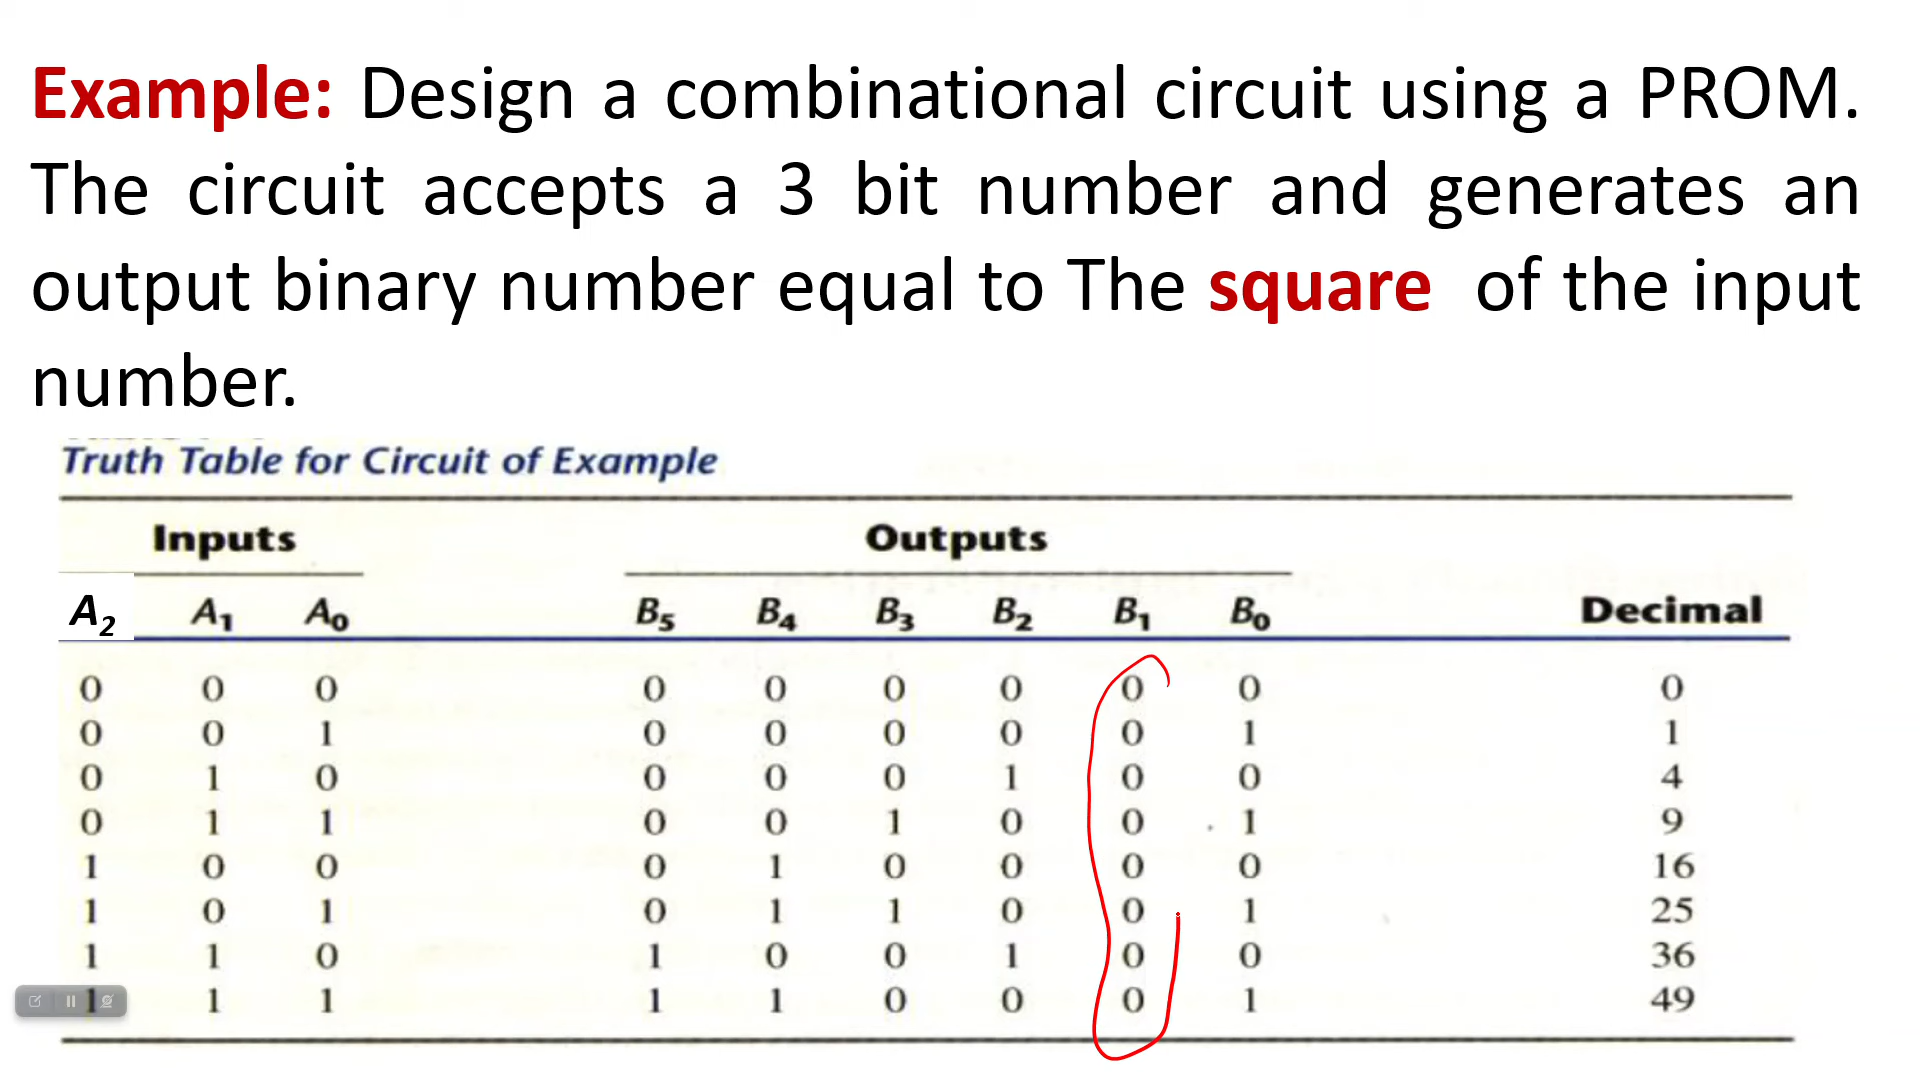 Example: Design a combinational circuit using a PROM.
The circuit accepts a 3 bit number and generates an
output binary number equal to The square of the input
number.
Truth Table for Circuit of Example
Inputs Outputs
A2 A1 A0 B5 B4 B3 B2 B1 B0 Decimal
0 0 0 0 0 0 0 0 0 0
0 0 1 0 0 0 0 0 1 1
0 1 0 0 0 0 1 0 0 4
0 1 1 0 0 1 0 0 1 9
1 0 0 0 1 0 0 0 0 16
1 0 1 0 1 1 0 0 1 25
1 1 0 1 0 0 1 0 0 36
1 1 1 1 1 0 0 0 1 49